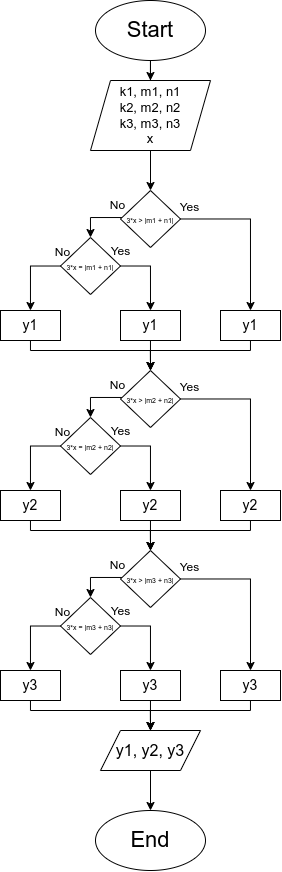 Start
k1, m1, n1
k2, m2, n2
k3, m3, n3
x
No
Yes
3*x > |m1 + n1|
No
Yes
3*x = |m1 + n1|
y1
y1
y1
No
Yes
3*x > |m2 + n2|
No
Yes
3*x = |m2 + n2|
y2
y2
y2
No
Yes
3*x > |m3 + n3|
No
Yes
3*x = |m3 + n3|
y3
y3
y3
y1, y2, y3
End